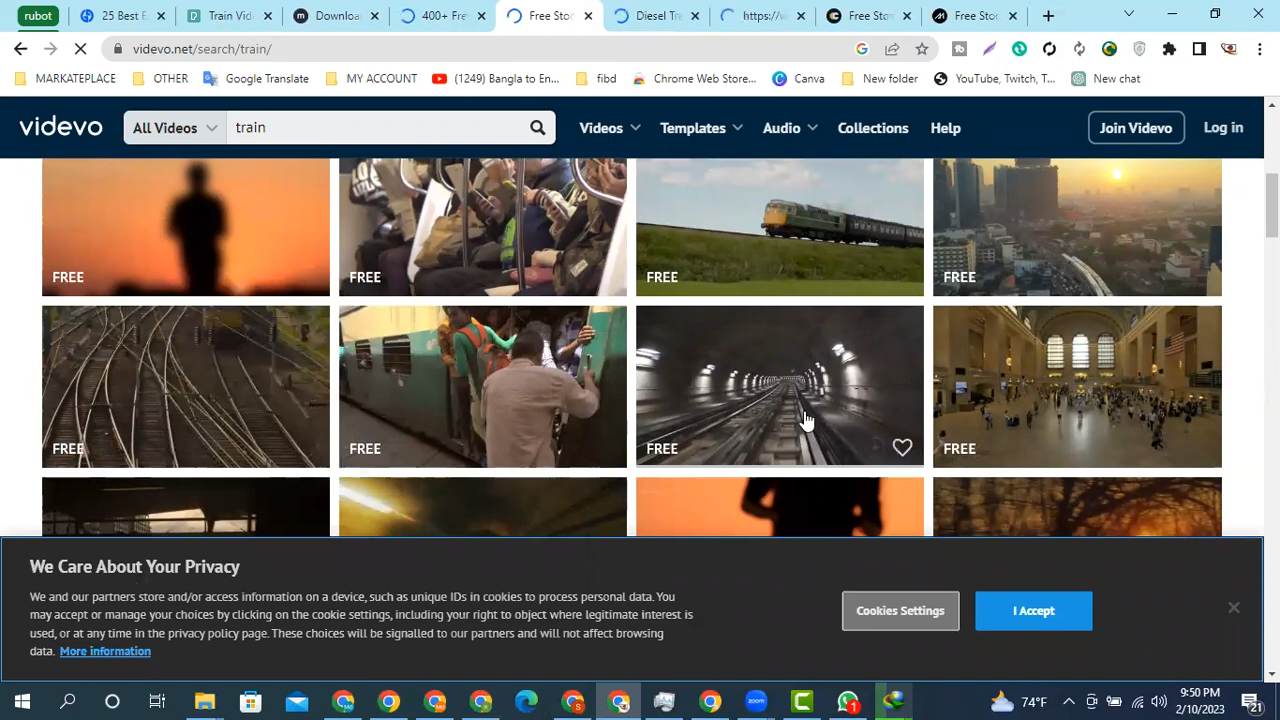 rubot
25 Best E
Train Vid
Downloa
400+ Fre
Free Stoc
Diesel Tra
https://w
Free Stoc
Free Stoc
videvo.net/search/train/
MARKATEPLACE
OTHER
Google Translate
MY ACCOUNT
(1249) Bangla to En...
fibd
Chrome Web Store...
Canva
New folder
YouTube, Twitch, T...
New chat
videvo
All Videos
train
Videos
Templates
Audio
Collections
Help
Join Videvo
Log in
FREE
FREE
FREE
FREE
FREE
FREE
FREE
FREE
We Care About Your Privacy
We and our partners store and/or access information on a device, such as unique IDs in cookies to process personal data. You
may accept or manage your choices by clicking on the cookie settings, including your right to object where legitimate interest is
used, or at any time in the privacy policy page. These choices will be signalled to our partners and will not affect browsing
data. More information
Cookies Settings
I Accept
74°F
9:50 PM
2/10/2023
21